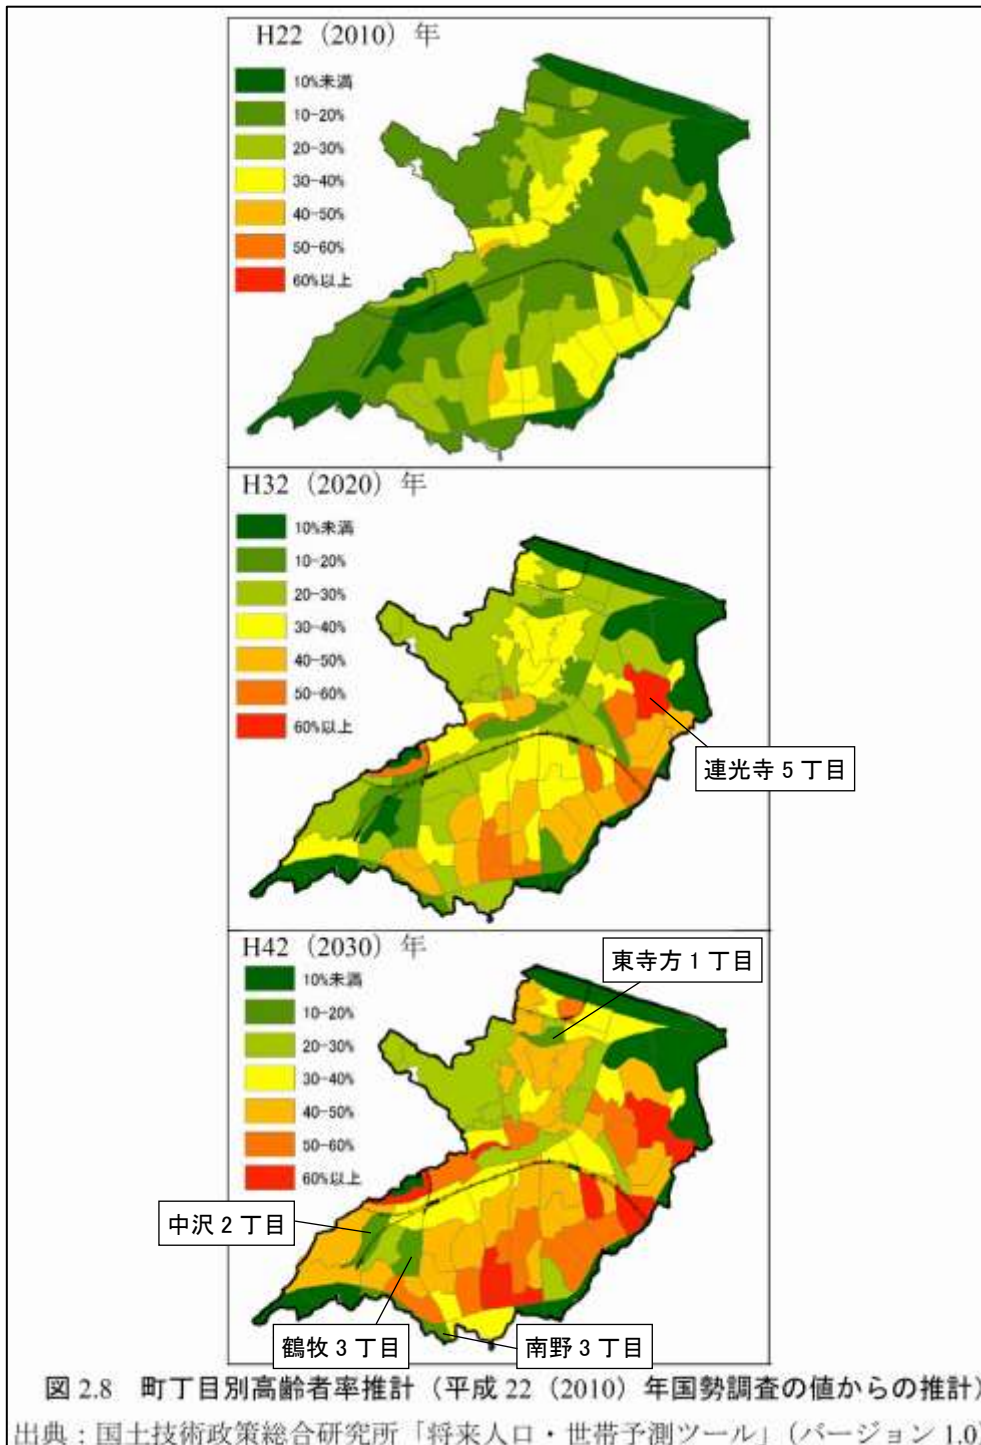 H22（2010）年
10%未満
10-20%
20-30%
30-40%
40-50%
50-60%
60%以上
H32（2020）年
10%未満
10-20%
20-30%
30-40%
40-50%
50-60%
60%以上
連光寺5丁目
H42（2030）年
10%未満
10-20%
20-30%
30-40%
40-50%
50-60%
60%以上
東寺方1丁目
中沢2丁目
鶴牧3丁目
南野3丁目
図2.8　町丁目別高齢者率推計（平成22（2010）年国勢調査の値からの推計）
出典：国土技術政策総合研究所「将来人口・世帯予測ツール」（バージョン1.0）